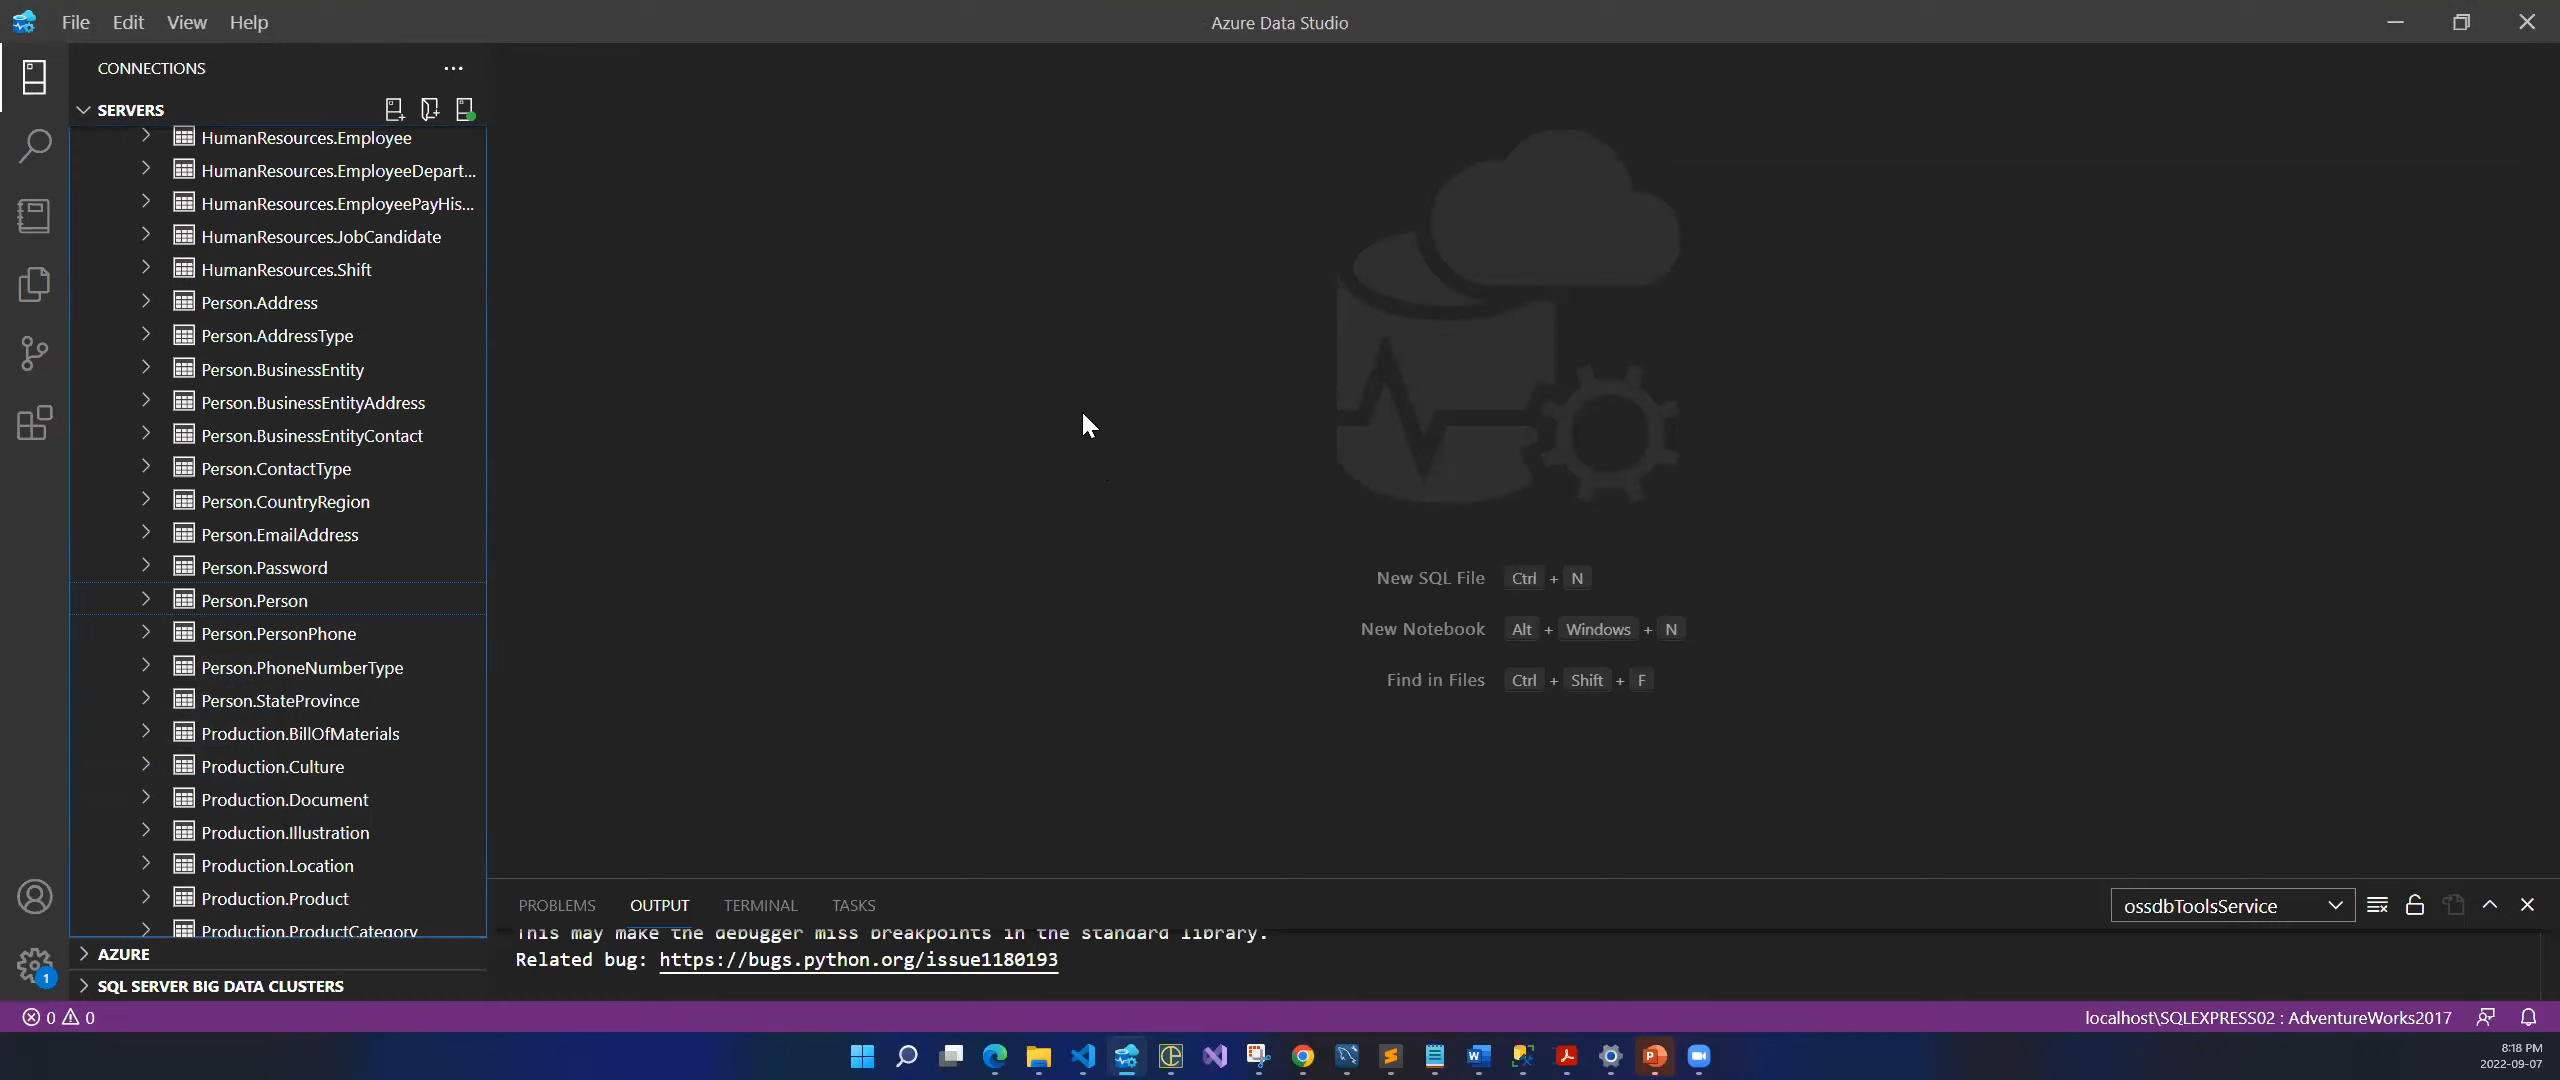 File Edit View Help
Azure Data Studio
CONNECTIONS
SERVERS
HumanResources.Employee
HumanResources.EmployeeDepart...
HumanResources.EmployeePayHis...
HumanResources.JobCandidate
HumanResources.Shift
Person.Address
Person.AddressType
Person.BusinessEntity
Person.BusinessEntityAddress
Person.BusinessEntityContact
Person.ContactType
Person.CountryRegion
Person.EmailAddress
Person.Password
Person.Person
Person.PersonPhone
Person.PhoneNumberType
Person.StateProvince
Production.BillOfMaterials
Production.Culture
Production.Document
Production.Illustration
Production.Location
Production.Product
Production.ProductCategory
AZURE
SQL SERVER BIG DATA CLUSTERS
New SQL File Ctrl + N
New Notebook Alt + Windows + N
Find in Files Ctrl + Shift + F
PROBLEMS OUTPUT TERMINAL TASKS
ossdbToolsService
This may make the debugger miss breakpoints in the standard library.
Related bug: https://bugs.python.org/issue1180193
1
0 0
localhost\SQLEXPRESS02 : AdventureWorks2017
8:18 PM
2022-09-07